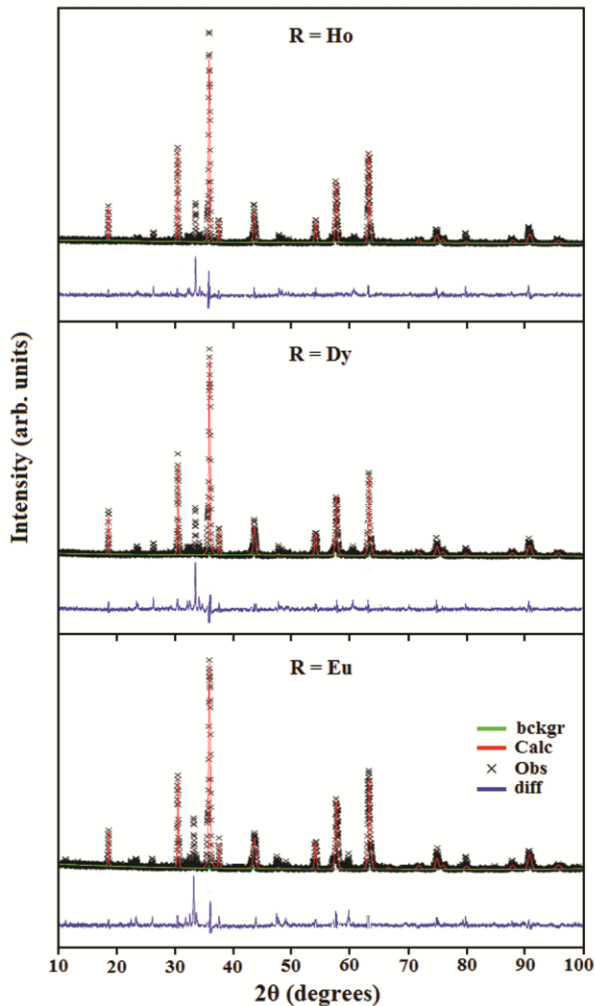 R = Ho
R = Dy
R = Eu
bckgr
Calc
Obs
diff
Intensity (arb. units)
10 20 30 40 50 60 70 80 90 100
2θ (degrees)